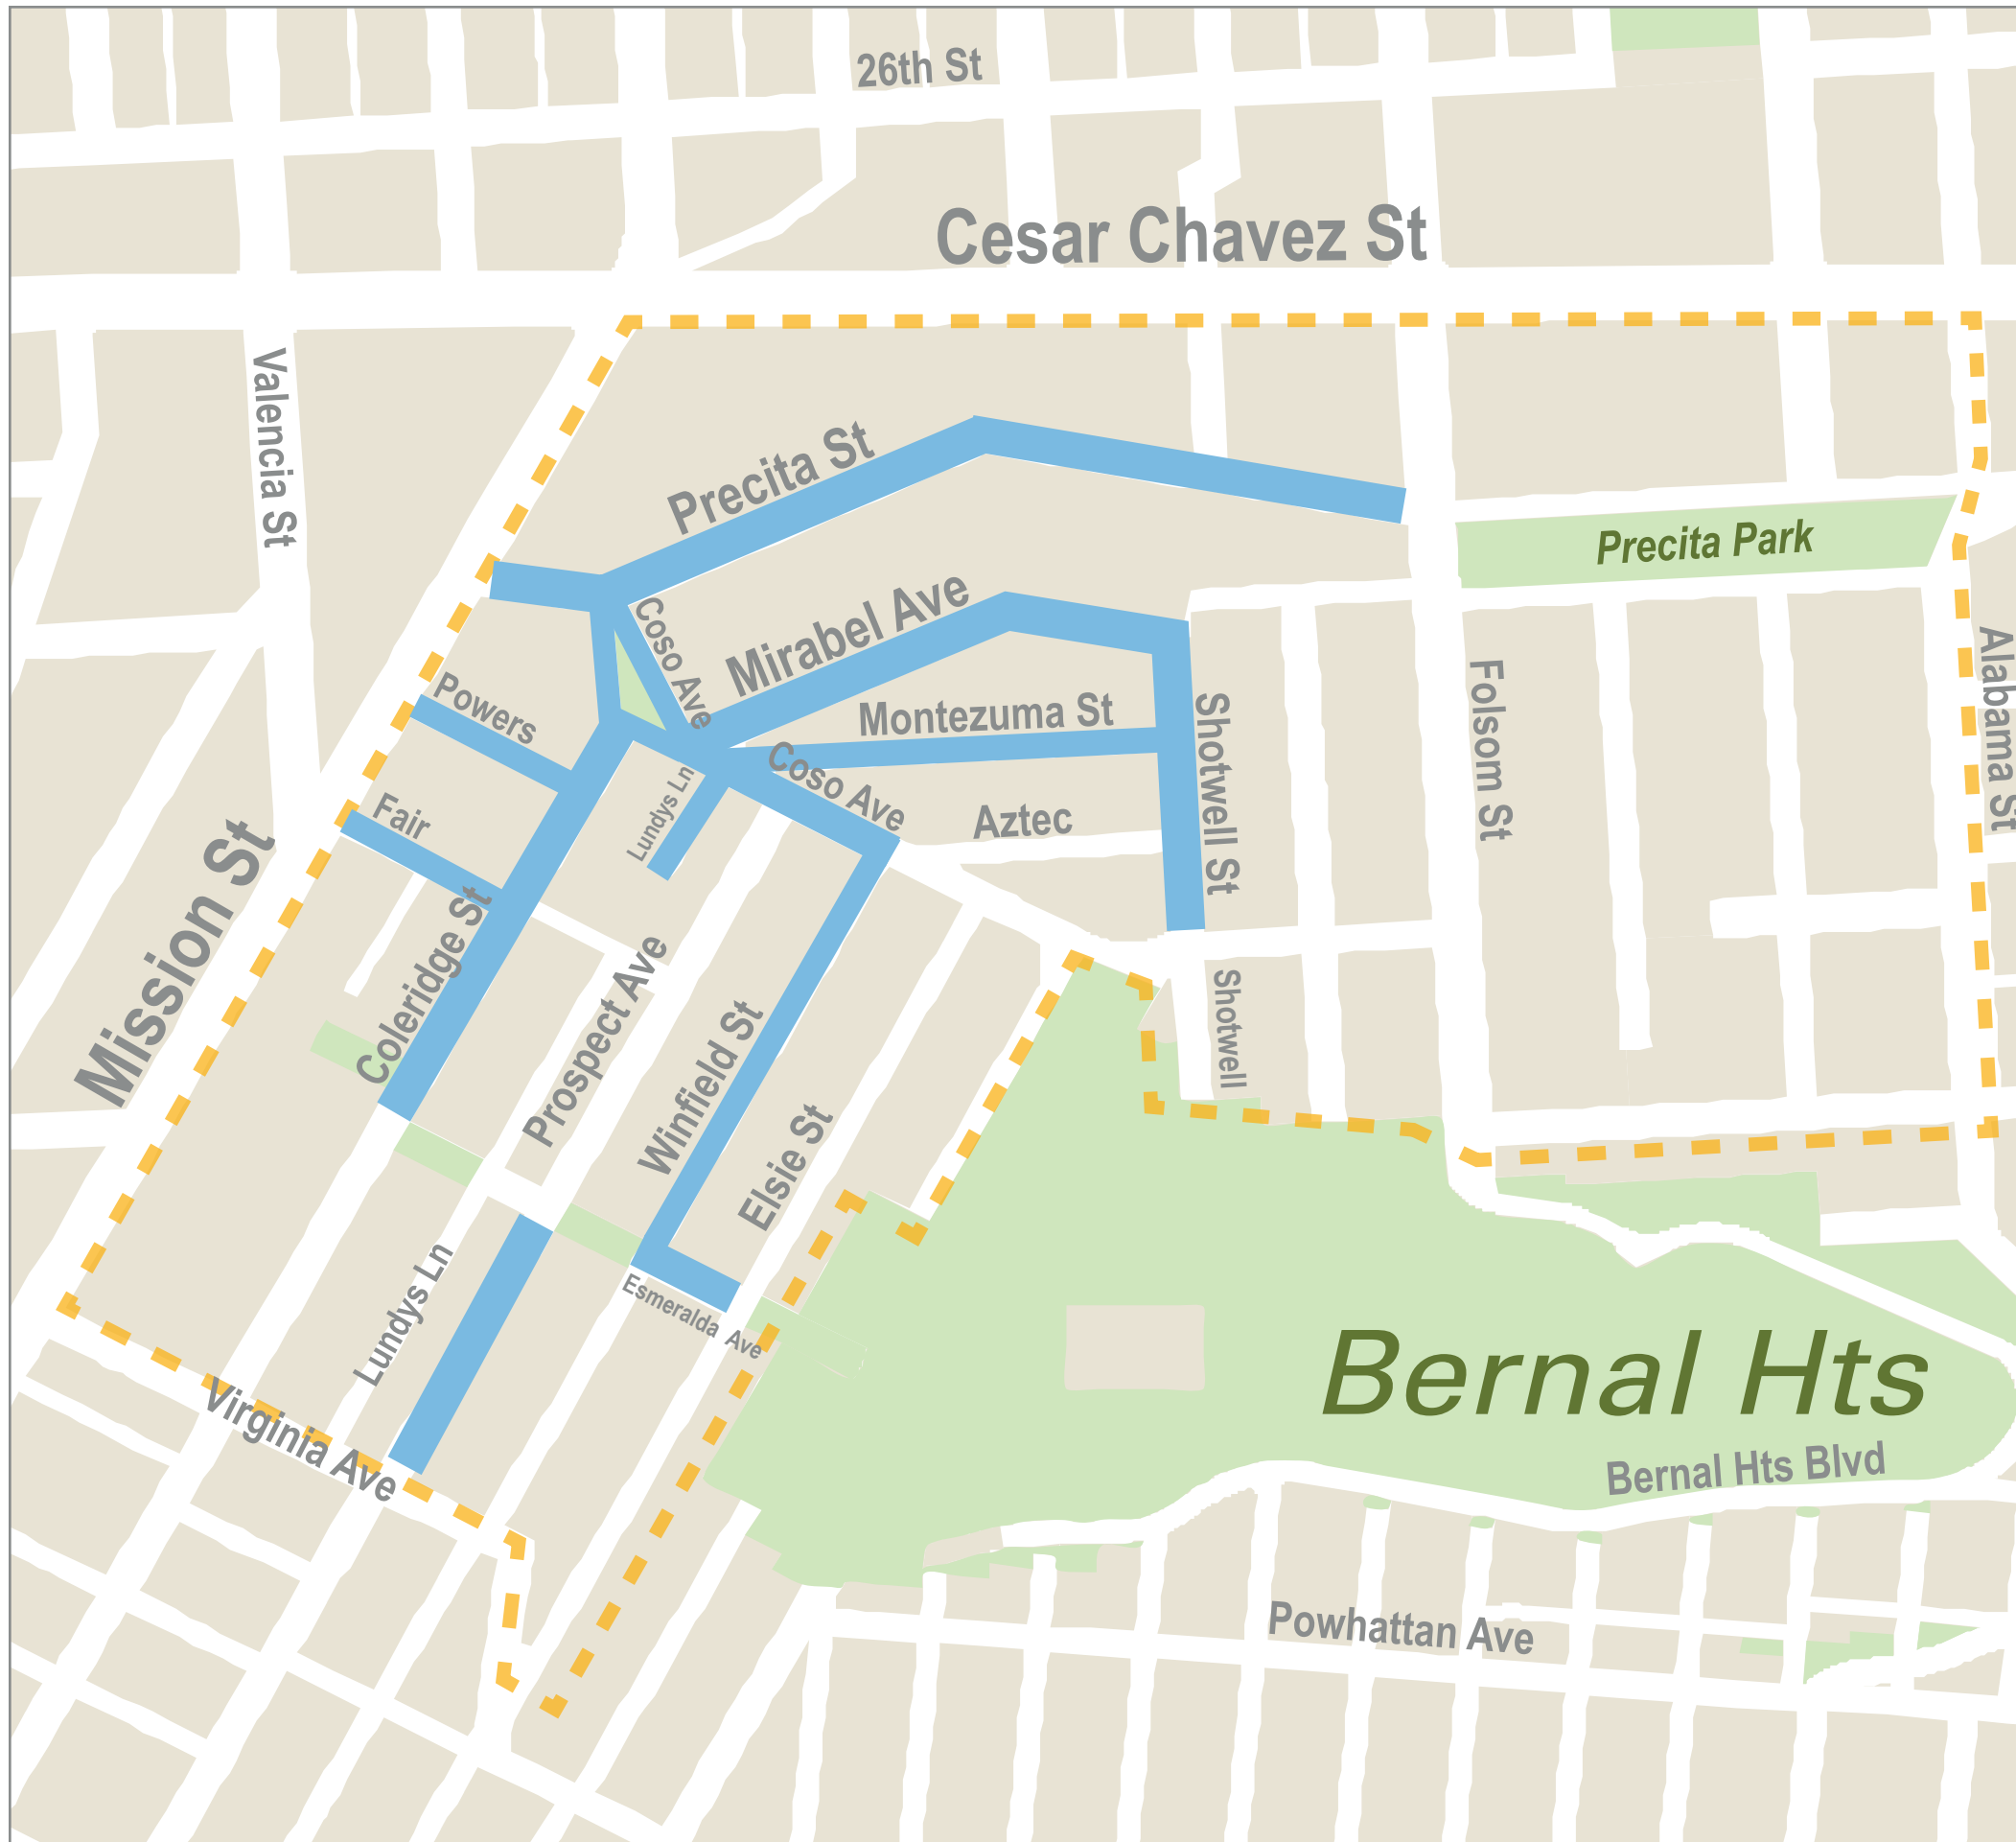 26th St
Cesar Chavez St
Valencia St
Precita St
Precita Park
Coso Ave
Mirabel Ave
Powers
Montezuma St
Shotwell St
Folsom St
Alabama St
Fair
Lundys Ln
Coso Ave
Aztec
Mission St
Coleridge St
Prospect Ave
Winfield St
Shotwell
Elsie St
Lundys Ln
Esmeralda Ave
Virginia Ave
Bernal Hts
Bernal Hts Blvd
Powhattan Ave